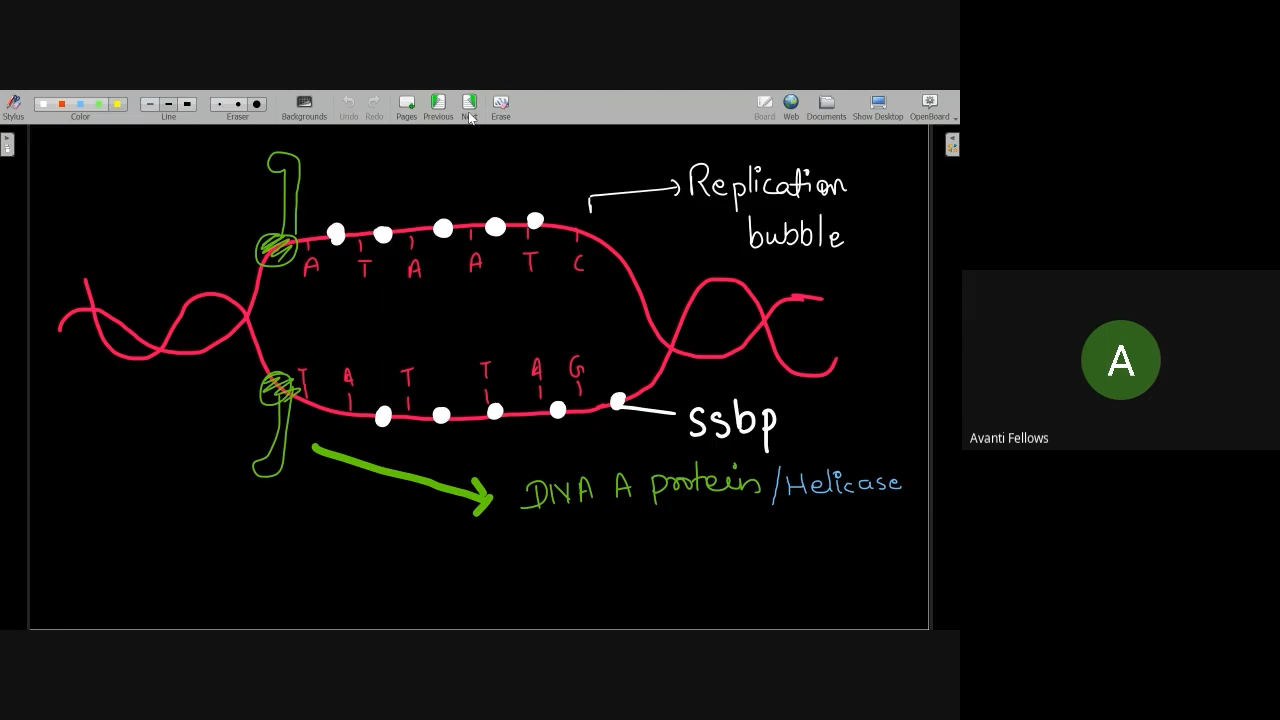 Stylus
Color
Line
Eraser
Backgrounds
Undo
Redo
Pages
Previous
Erase
Board
Web
Documents
Show Desktop
OpenBoard
Replication
bubble
A T A A T C
T A T T A G
ssbp
DNA A protein /Helicase
A
Avanti Fellows